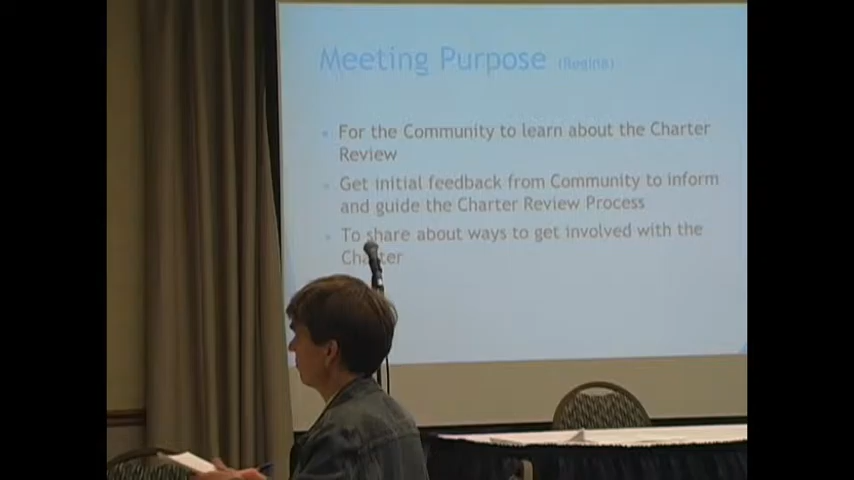 Meeting Purpose (Regina)
For the Community to learn about the Charter
Review
Get initial feedback from Community to inform
and guide the Charter Review Process
To share about ways to get involved with the
Charter